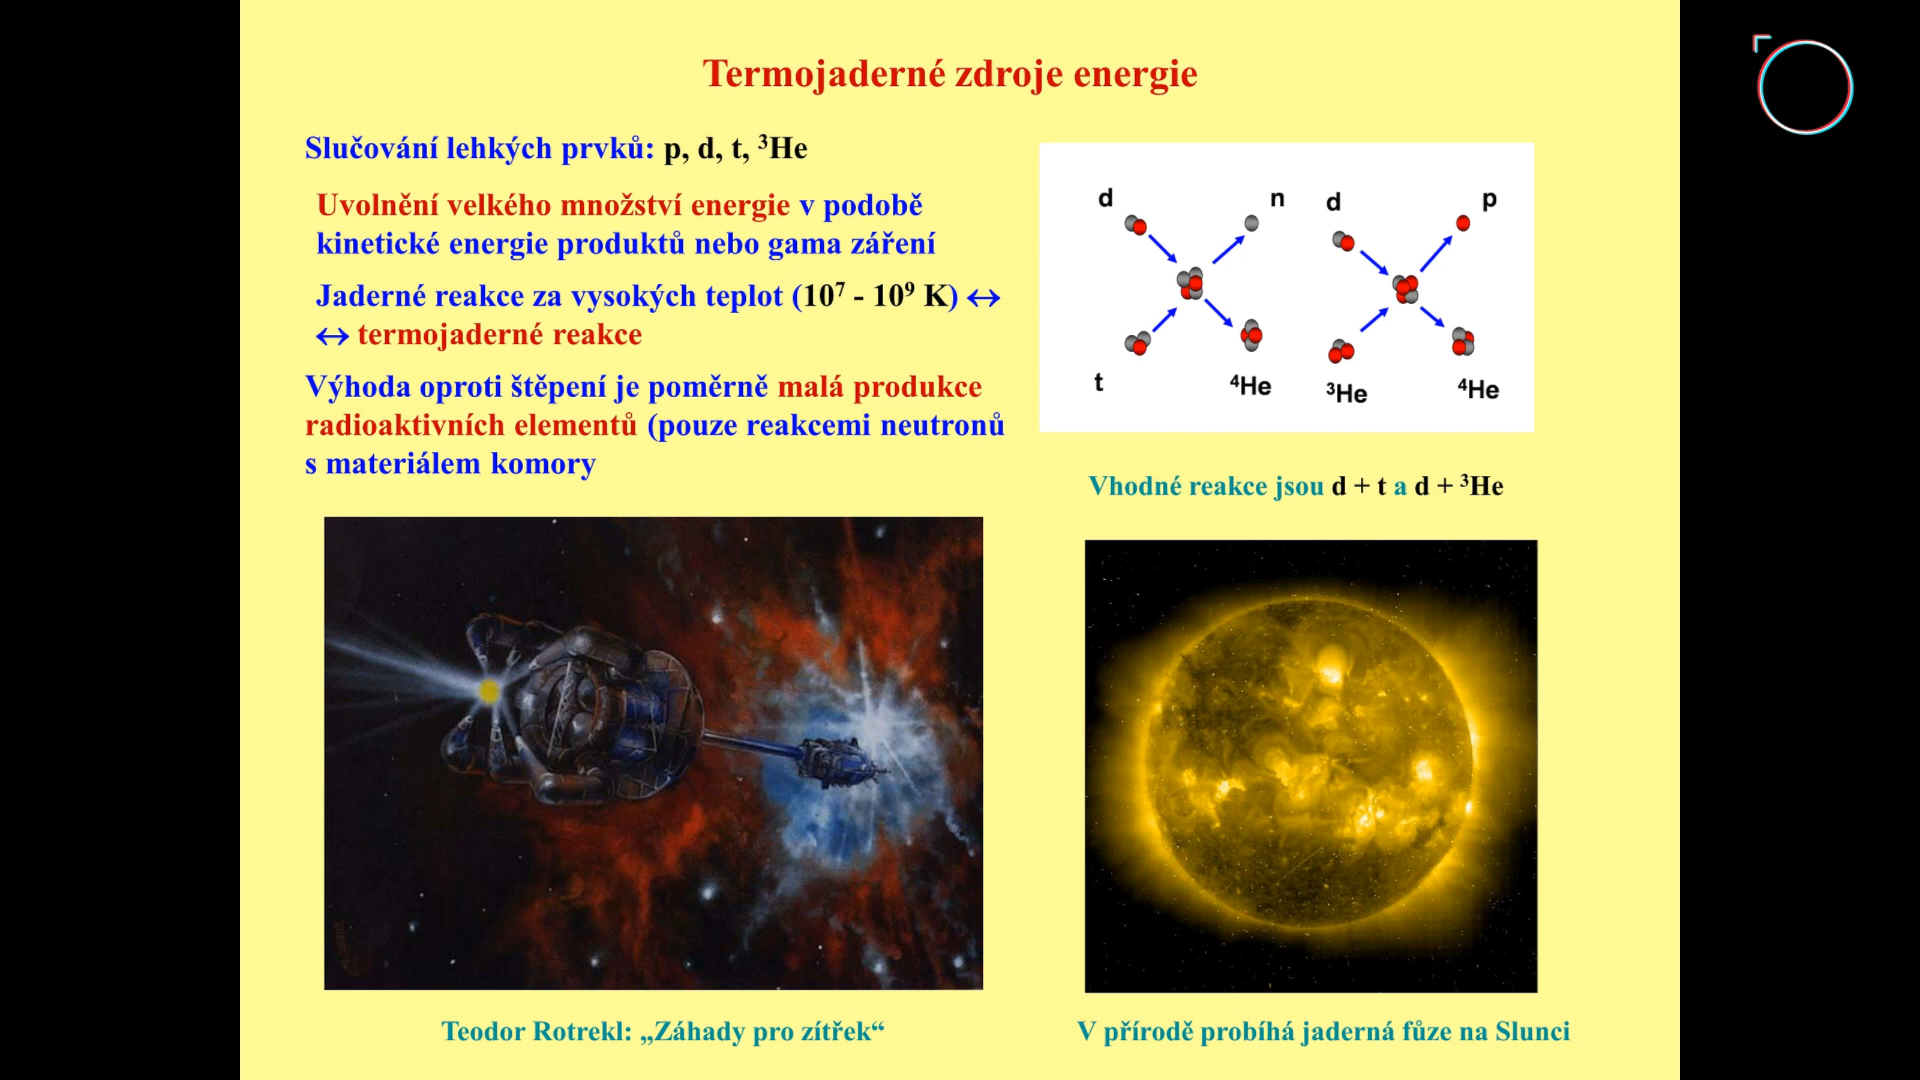 Termojaderné zdroje energie
Slučování lehkých prvků: p, d, t, ³He
Uvolnění velkého množství energie v podobě
kinetické energie produktů nebo gama záření
Jaderné reakce za vysokých teplot (10⁷ - 10⁹ K) ↔
↔ termojaderné reakce
Výhoda oproti štěpení je poměrně malá produkce
radioaktivních elementů (pouze reakcemi neutronů
s materiálem komory
d n d p
t ⁴He ³He ⁴He
Vhodné reakce jsou d + t a d + ³He
Teodor Rotrekl: „Záhady pro zítřek“
V přírodě probíhá jaderná fůze na Slunci